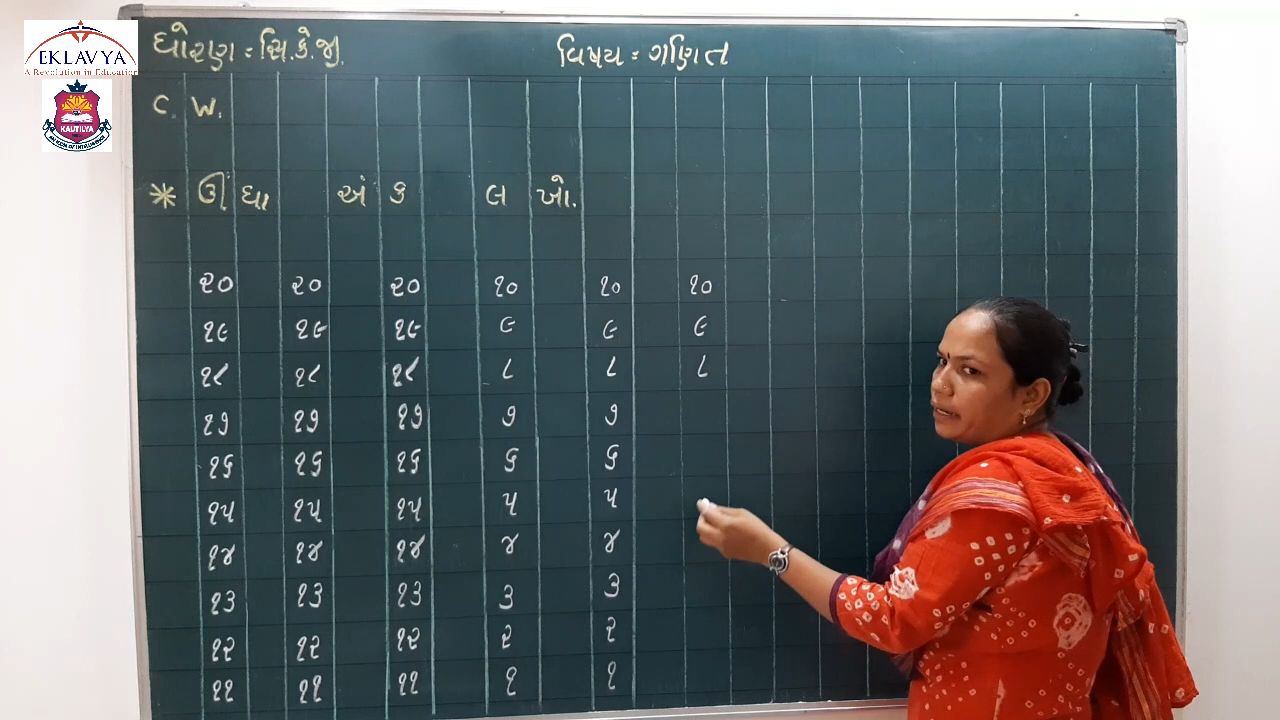 EKLAVYA
A Revolution in Education
KAUTILYA
ધોરણ : સિ.કે.જી. વિષય : ગણિત
C. W.
* ઊંધા અંક લખો.
૨૦ ૨૦ ૨૦ ૧૦ ૧૦ ૧૦
૧૯ ૧૯ ૧૯ ૯ ૯ ૯
૧૮ ૧૮ ૧૮ ૮ ૮ ૮
૧૭ ૧૭ ૧૭ ૭ ૭
૧૬ ૧૬ ૧૬ ૬ ૬
૧૫ ૧૫ ૧૫ ૫ ૫
૧૪ ૧૪ ૧૪ ૪ ૪
૧૩ ૧૩ ૧૩ ૩ ૩
૧૨ ૧૨ ૧૨ ૨ ૨
૧૧ ૧૧ ૧૧ ૧ ૧